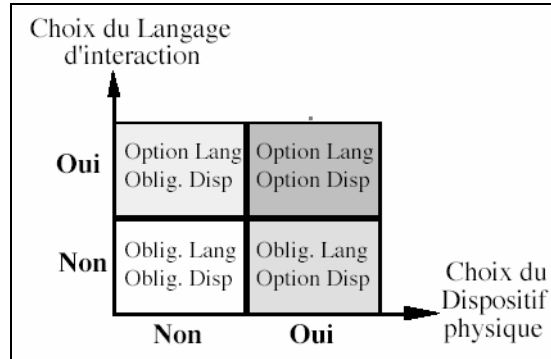 Choix du Langage
d'interaction
Oui
Option Lang
Oblig. Disp
Option Lang
Option Disp
Non
Oblig. Lang
Oblig. Disp
Oblig. Lang
Option Disp
Non
Oui
Choix du
Dispositif
physique